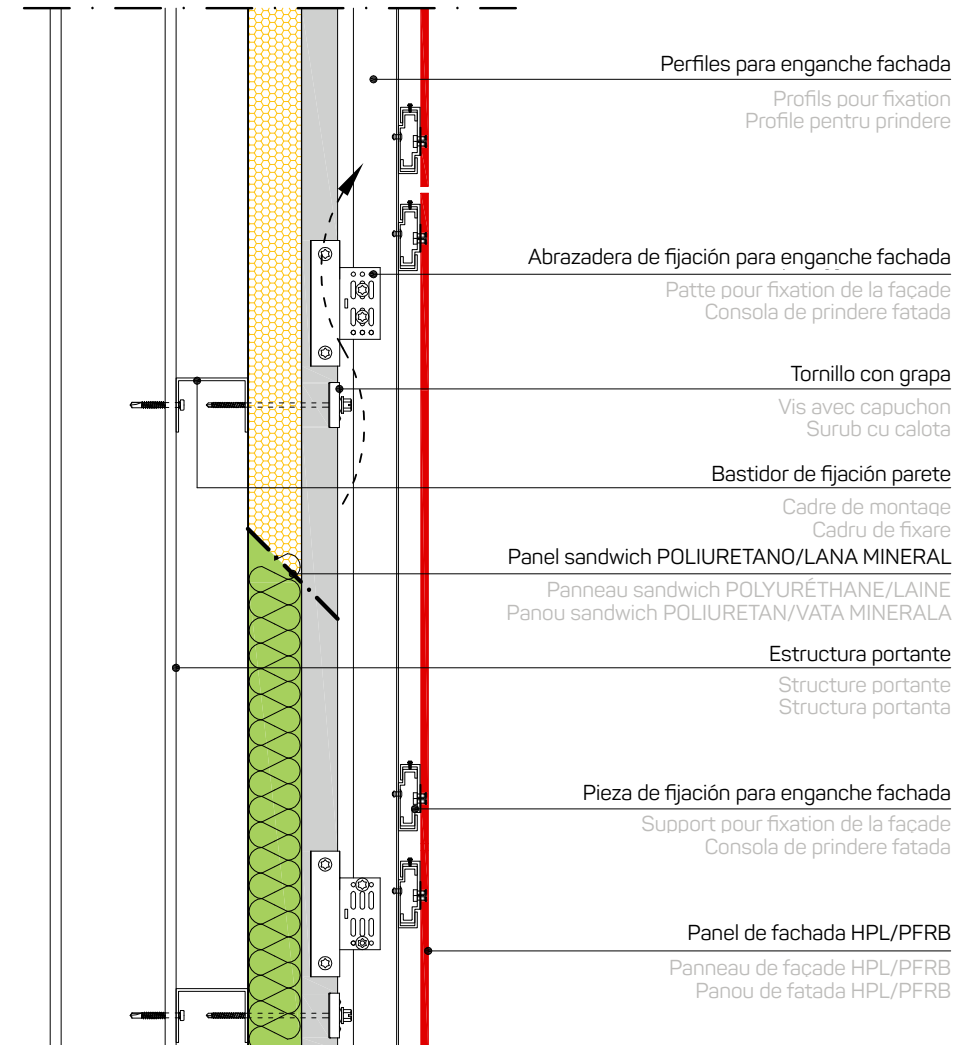 Perfiles para enganche fachada
Profils pour fixation
Profile pentru prindere
Abrazadera de fijación para enganche fachada
Patte pour fixation de la façade
Consola de prindere fatada
Tornillo con grapa
Vis avec capuchon
Surub cu calota
Bastidor de fijación parete
Cadre de montage
Cadru de fixare
Panel sandwich POLIURETANO/LANA MINERAL
Panneau sandwich POLYURÉTHANE/LAINE
Panou sandwich POLIURETAN/VATA MINERALA
Estructura portante
Structure portante
Structura portanta
Pieza de fijación para enganche fachada
Support pour fixation de la façade
Consola de prindere fatada
Panel de fachada HPL/PFRB
Panneau de façade HPL/PFRB
Panou de fatada HPL/PFRB